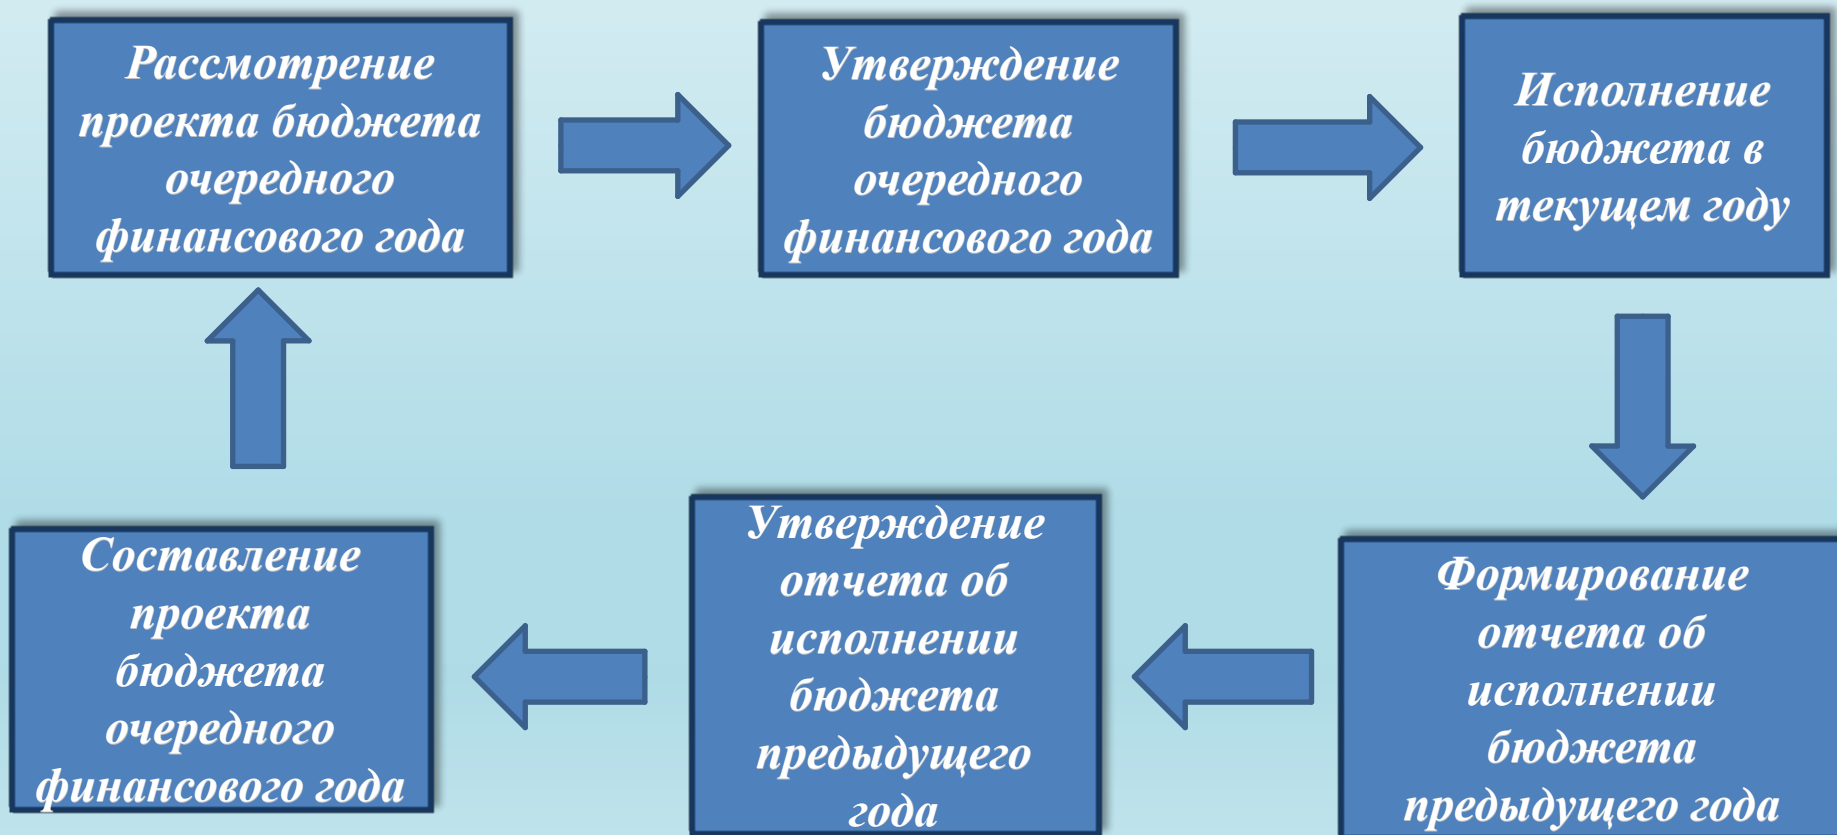 Рассмотрение
проекта бюджета
очередного
финансового года
Утверждение
бюджета
очередного
финансового года
Исполнение
бюджета в
текущем году
Составление
проекта
бюджета
очередного
финансового года
Утверждение
отчета об
исполнении
бюджета
предыдущего
года
Формирование
отчета об
исполнении
бюджета
предыдущего года